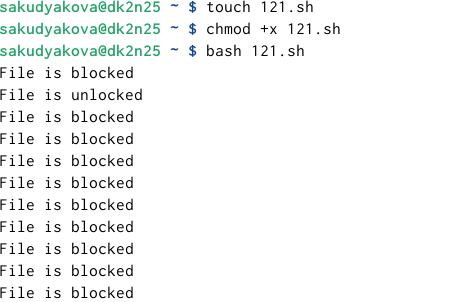 sakudyakova@dk2n25 ~ $ touch 121.sh
sakudyakova@dk2n25 ~ $ chmod +x 121.sh
sakudyakova@dk2n25 ~ $ bash 121.sh
File is blocked
File is unlocked
File is blocked
File is blocked
File is blocked
File is blocked
File is blocked
File is blocked
File is blocked
File is blocked
File is blocked